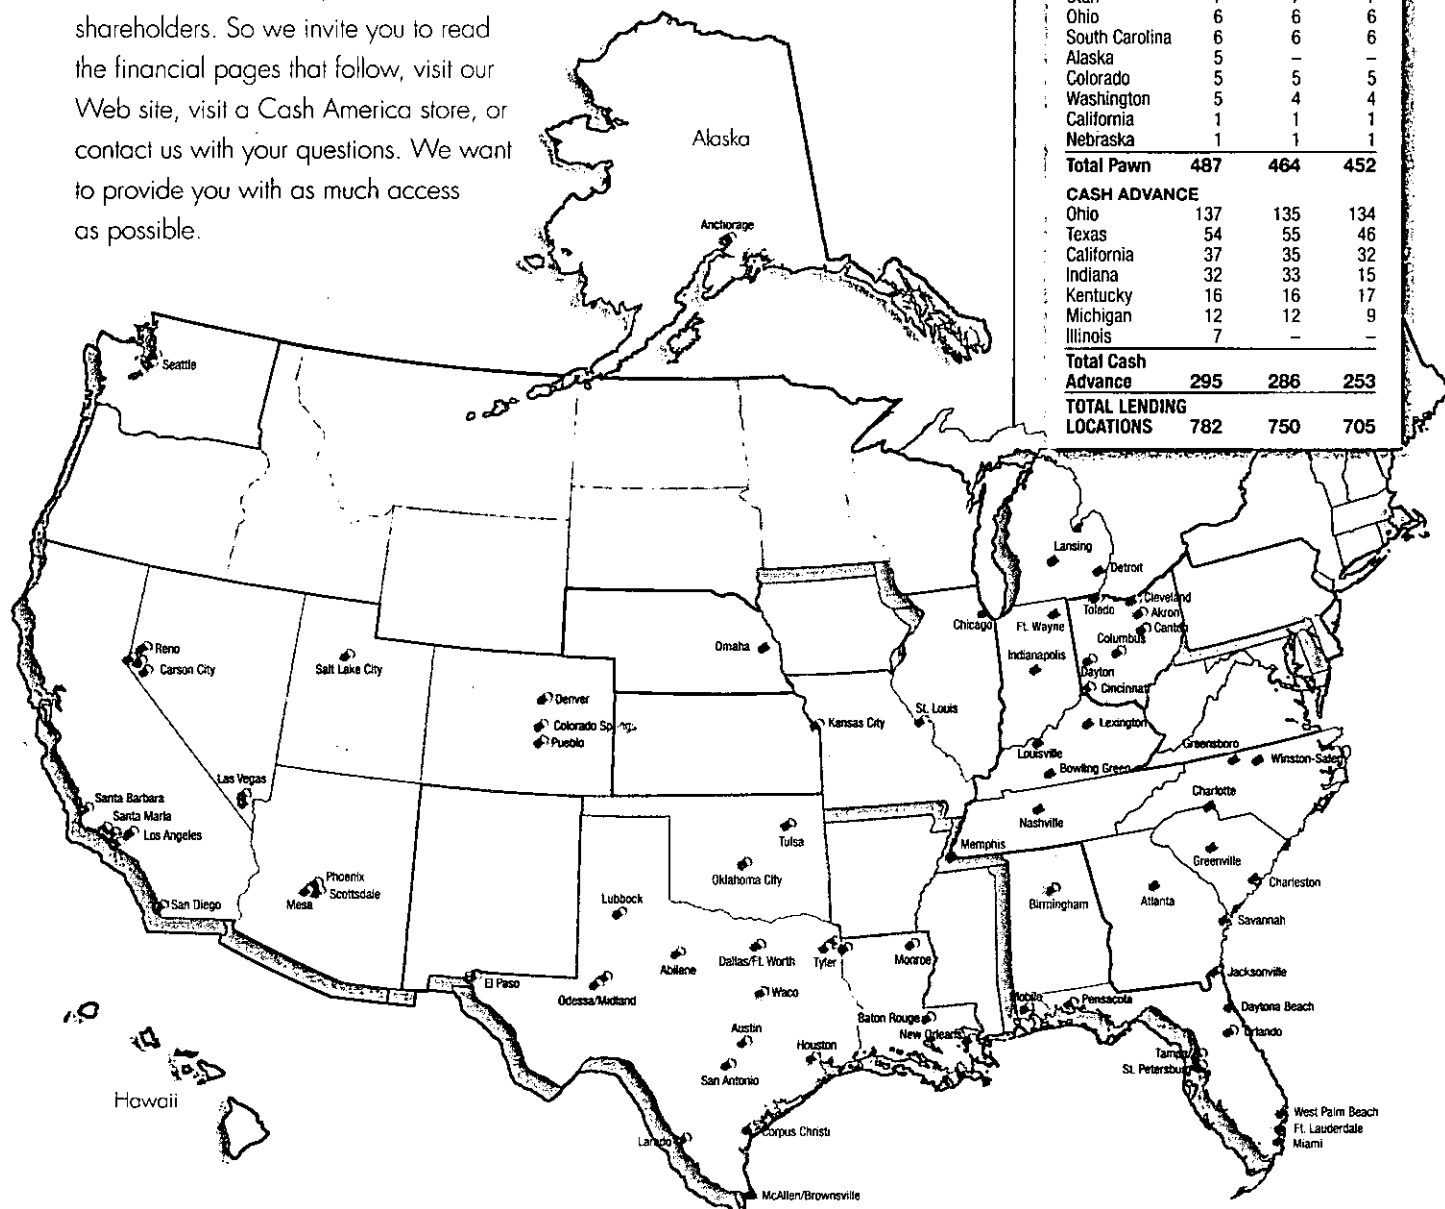 shareholders. So we invite you to read
the financial pages that follow, visit our
Web site, visit a Cash America store, or
contact us with your questions. We want
to provide you with as much access
as possible.
Ohio 6 6 6
South Carolina 6 6 6
Alaska 5 – –
Colorado 5 5 5
Washington 5 4 4
California 1 1 1
Nebraska 1 1 1
Total Pawn 487 464 452
CASH ADVANCE
Ohio 137 135 134
Texas 54 55 46
California 37 35 32
Indiana 32 33 15
Kentucky 16 16 17
Michigan 12 12 9
Illinois 7 – –
Total Cash
Advance 295 286 253
TOTAL LENDING
LOCATIONS 782 750 705
Alaska
Anchorage
Seattle
Lansing
Detroit
Cleveland
Toledo
Akron
Canton
Chicago
Ft. Wayne
Columbus
Omaha
Indianapolis
Dayton
Cincinnati
Reno
Carson City
Salt Lake City
Denver
Colorado Springs
Pueblo
Kansas City
St. Louis
Lexington
Louisville
Bowling Green
Greensboro
Winston-Salem
Las Vegas
Santa Barbara
Santa Maria
Los Angeles
Charlotte
Nashville
Tulsa
Memphis
Greenville
Oklahoma City
Phoenix
Scottsdale
Mesa
San Diego
Lubbock
Birmingham
Atlanta
Charleston
Savannah
Abilene
Dallas/Ft. Worth
Tyler
Monroe
El Paso
Odessa/Midland
Waco
Jacksonville
Mobile
Pensacola
Daytona Beach
Baton Rouge
New Orleans
Orlando
Austin
Houston
San Antonio
Tampa
St. Petersburg
Hawaii
West Palm Beach
Ft. Lauderdale
Miami
Laredo
Corpus Christi
McAllen/Brownsville